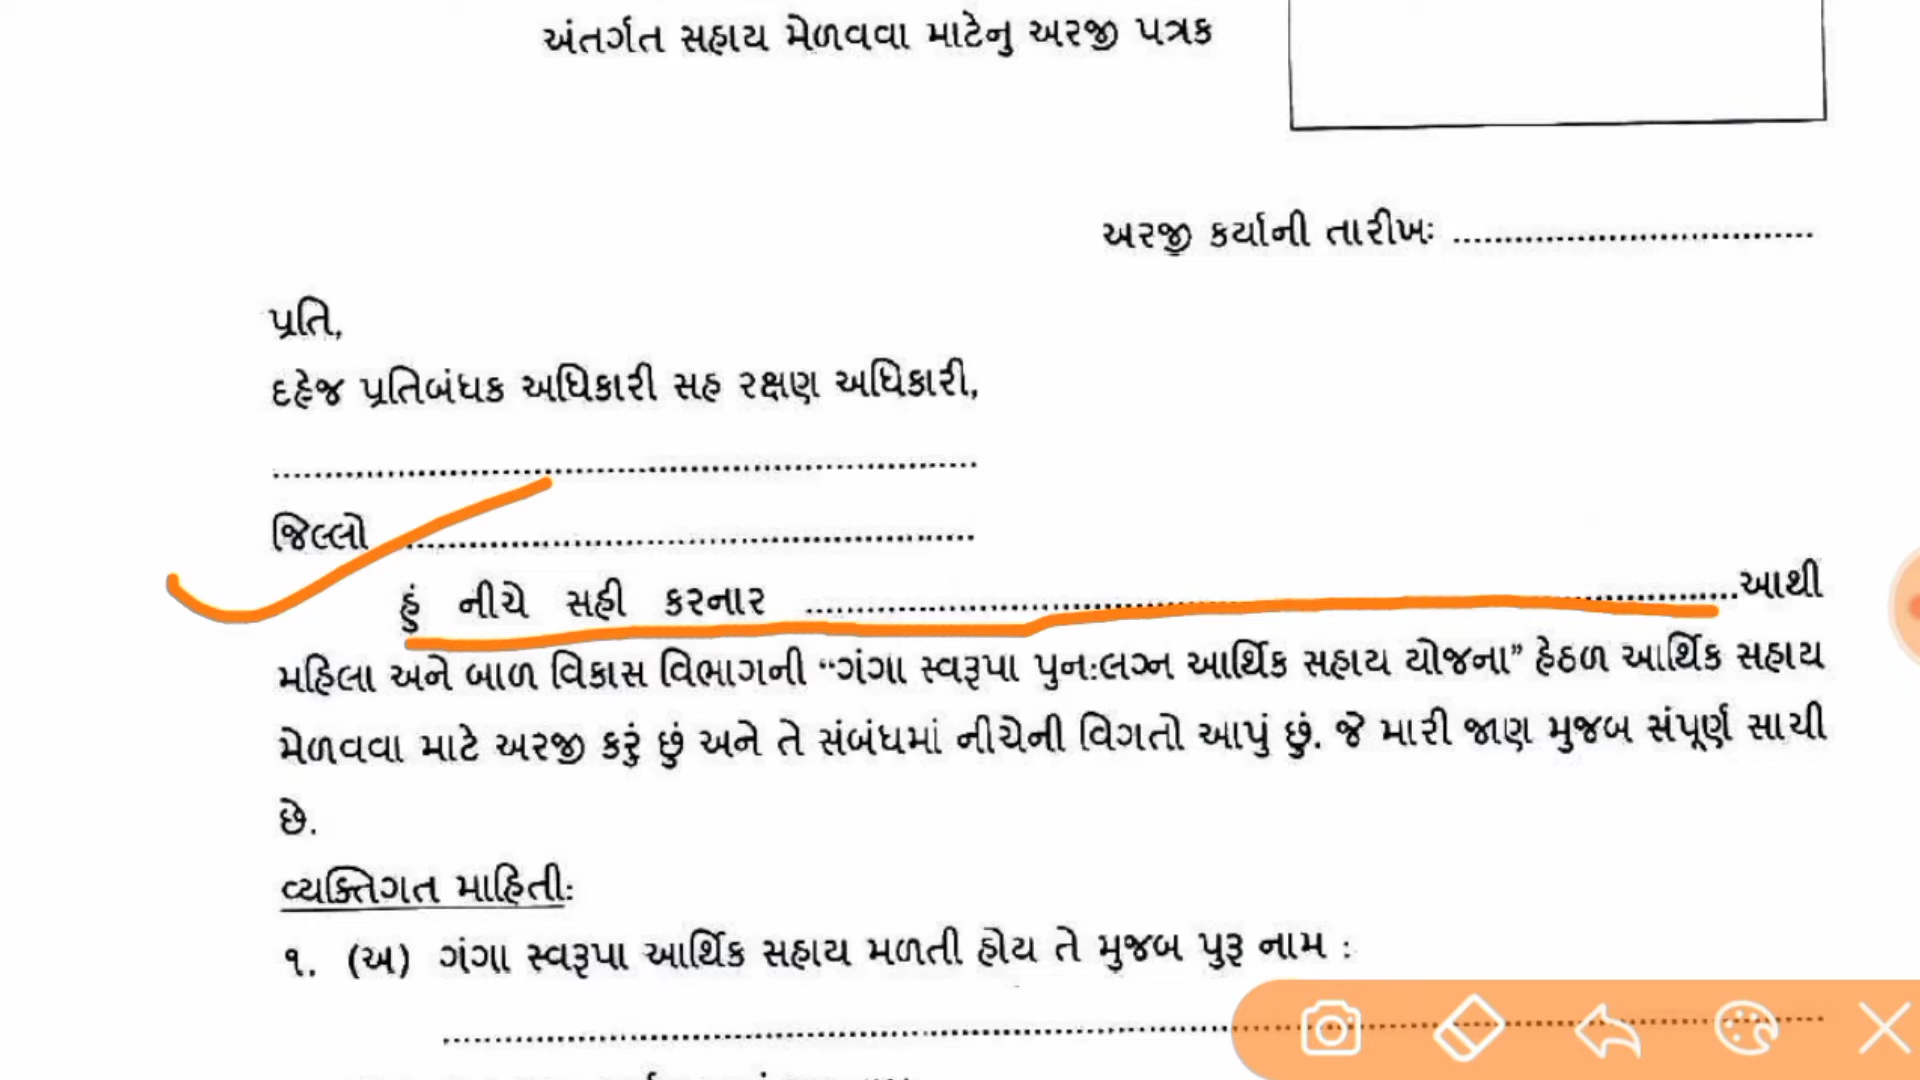 અંતર્ગત સહાય મેળવવા માટેનુ અરજી પત્રક
અરજી કર્યાની તારીખઃ ........................................
પ્રતિ,
દહેજ પ્રતિબંધક અધિકારી સહ રક્ષણ અધિકારી,
........................................
જિલ્લો ........................................
હું નીચે સહી કરનાર ........................................આથી
મહિલા અને બાળ વિકાસ વિભાગની “ગંગા સ્વરૂપા પુનઃલગ્ન આર્થિક સહાય યોજના” હેઠળ આર્થિક સહાય
મેળવવા માટે અરજી કરું છું અને તે સંબંધમાં નીચેની વિગતો આપું છું. જે મારી જાણ મુજબ સંપૂર્ણ સાચી
છે.
વ્યક્તિગત માહિતીઃ
૧. (અ) ગંગા સ્વરૂપા આર્થિક સહાય મળતી હોય તે મુજબ પુરૂ નામ :
........................................